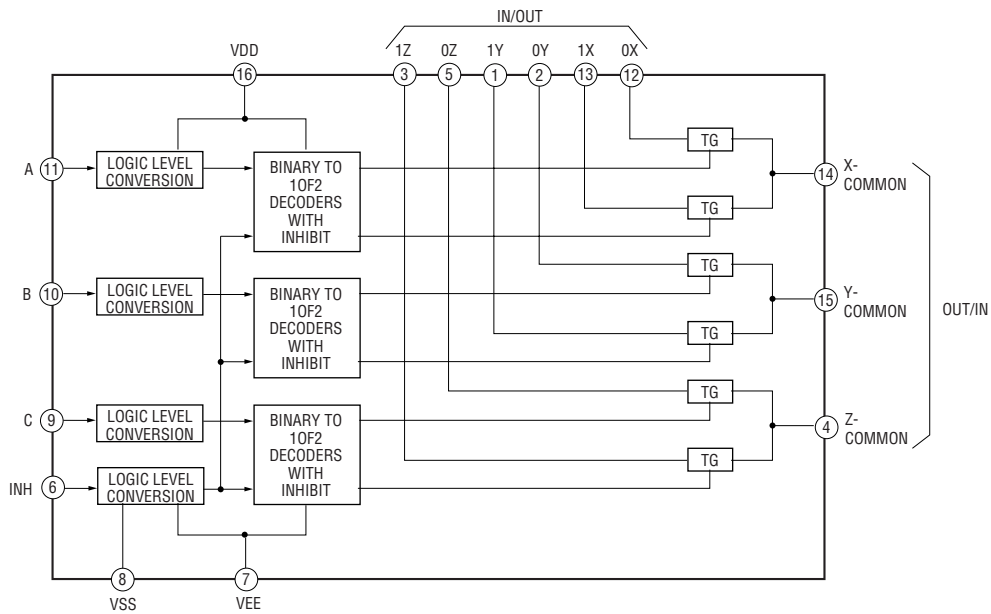 IN/OUT
VDD 1Z 0Z 1Y 0Y 1X 0X
16 3 5 1 2 13 12
TG
A 11 LOGIC LEVEL
CONVERSION
BINARY TO
1OF2
DECODERS
WITH
INHIBIT
14 X-
COMMON
TG
TG
B 10 LOGIC LEVEL
CONVERSION
BINARY TO
1OF2
DECODERS
WITH
INHIBIT
15 Y-
COMMON
OUT/IN
TG
TG
C 9 LOGIC LEVEL
CONVERSION
BINARY TO
1OF2
DECODERS
WITH
INHIBIT
4 Z-
COMMON
TG
INH 6 LOGIC LEVEL
CONVERSION
8 7
VSS VEE